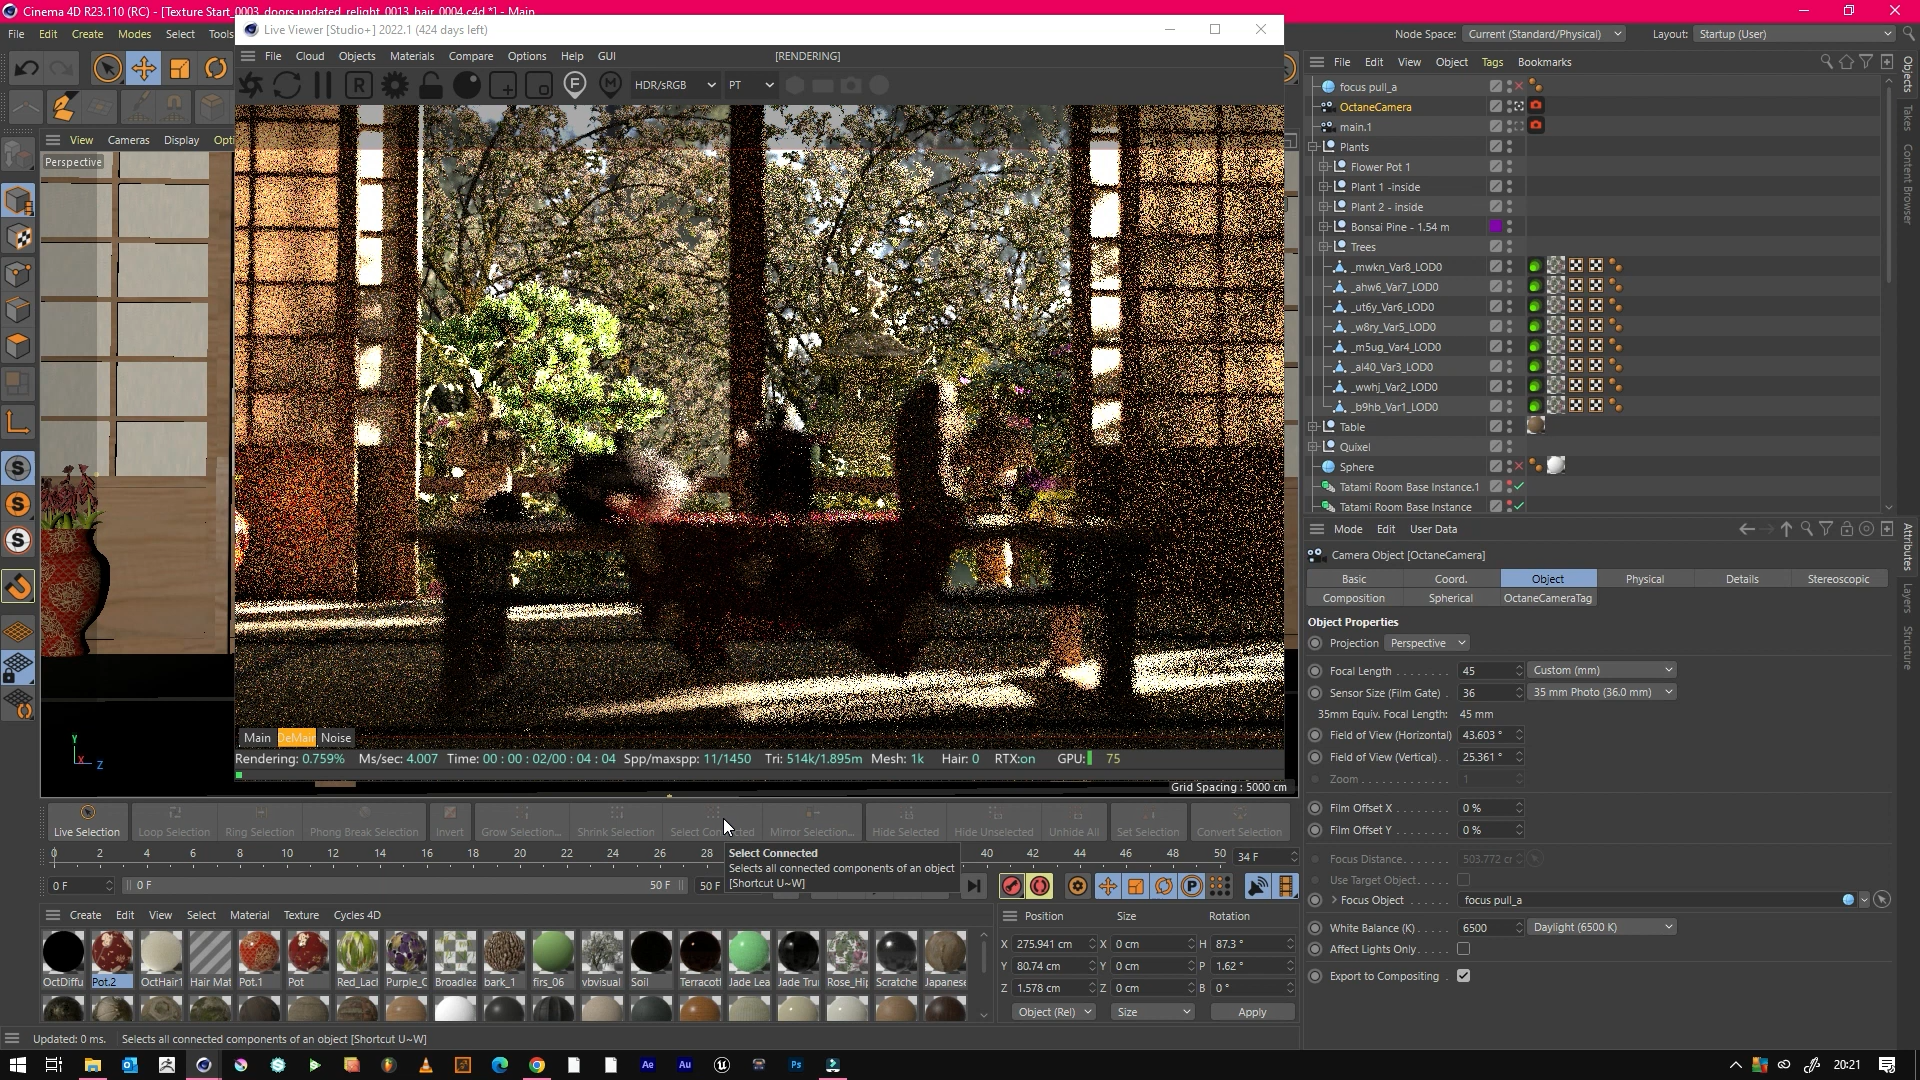 Cinema 4D R23.110 (RC) - [Texture Start_0003_doors updated_relight_0013_hair_0004.c4d *] - Main
File Edit Create Modes Select Tools
Node Space: Current (Standard/Physical) Layout: Startup (User)
Live Viewer [Studio+] 2022.1 (424 days left)
File Cloud Objects Materials Compare Options Help GUI [RENDERING]
HDR/sRGB PT
View Cameras Display Opti
Perspective
Main DeMain Noise
Rendering: 0.759% Ms/sec: 4.007 Time: 00 : 00 : 02/00 : 04 : 04 Spp/maxspp: 11/1450 Tri: 514k/1.895m Mesh: 1k Hair: 0 RTX:on GPU: 75
Grid Spacing : 5000 cm
File Edit View Object Tags Bookmarks
focus pull_a
OctaneCamera
main.1
Plants
Flower Pot 1
Plant 1 -inside
Plant 2 - inside
Bonsai Pine - 1.54 m
Trees
_mwkn_Var8_LOD0
_ahw6_Var7_LOD0
_ut6y_Var6_LOD0
_w8ry_Var5_LOD0
_m5ug_Var4_LOD0
_al40_Var3_LOD0
_wwhj_Var2_LOD0
_b9hb_Var1_LOD0
Table
Quixel
Sphere
Tatami Room Base Instance.1
Tatami Room Base Instance
Objects
Takes
Content Browser
Attributes
Layers
Structure
Mode Edit User Data
Camera Object [OctaneCamera]
Basic Coord. Object Physical Details Stereoscopic
Composition Spherical OctaneCameraTag
Object Properties
Projection Perspective
Focal Length . . . . . . . . 45 Custom (mm)
Sensor Size (Film Gate) . 36 35 mm Photo (36.0 mm)
35mm Equiv. Focal Length: 45 mm
Field of View (Horizontal) 43.603 °
Field of View (Vertical). . 25.361 °
Zoom . . . . . . . . . . . . . 1
Film Offset X . . . . . . . . 0 %
Film Offset Y . . . . . . . . 0 %
Focus Distance. . . . . . . 503.772 cr
Use Target Object. . . . .
Focus Object . . . . . . focus pull_a
White Balance (K). . . . . 6500 Daylight (6500 K)
Affect Lights Only . . . .
Export to Compositing .
Live Selection Loop Selection Ring Selection Phong Break Selection Invert Grow Selection... Shrink Selection Select Connected Mirror Selection... Hide Selected Hide Unselected Unhide All Set Selection Convert Selection
0 2 4 6 8 10 12 14 16 18 20 22 24 26 28 40 42 44 46 48 50 34 F
Select Connected
Selects all connected components of an object
[Shortcut U~W]
0 F 0 F 50 F 50 F
Create Edit View Select Material Texture Cycles 4D
OctDiffu Pot.2 OctHair1 Hair Mat Pot.1 Pot Red_Lacl Purple_C Broadlea bark_1 firs_06 vbvisual Soil Terracott Jade Lea Jade Tru Rose_Hip Scratche Japanese
Position Size Rotation
X 275.941 cm X 0 cm H 87.3 °
Y 80.74 cm Y 0 cm P 1.62 °
Z 1.578 cm Z 0 cm B 0 °
Object (Rel) Size Apply
Updated: 0 ms. Selects all connected components of an object [Shortcut U~W]
Ae Au Ps 20:21